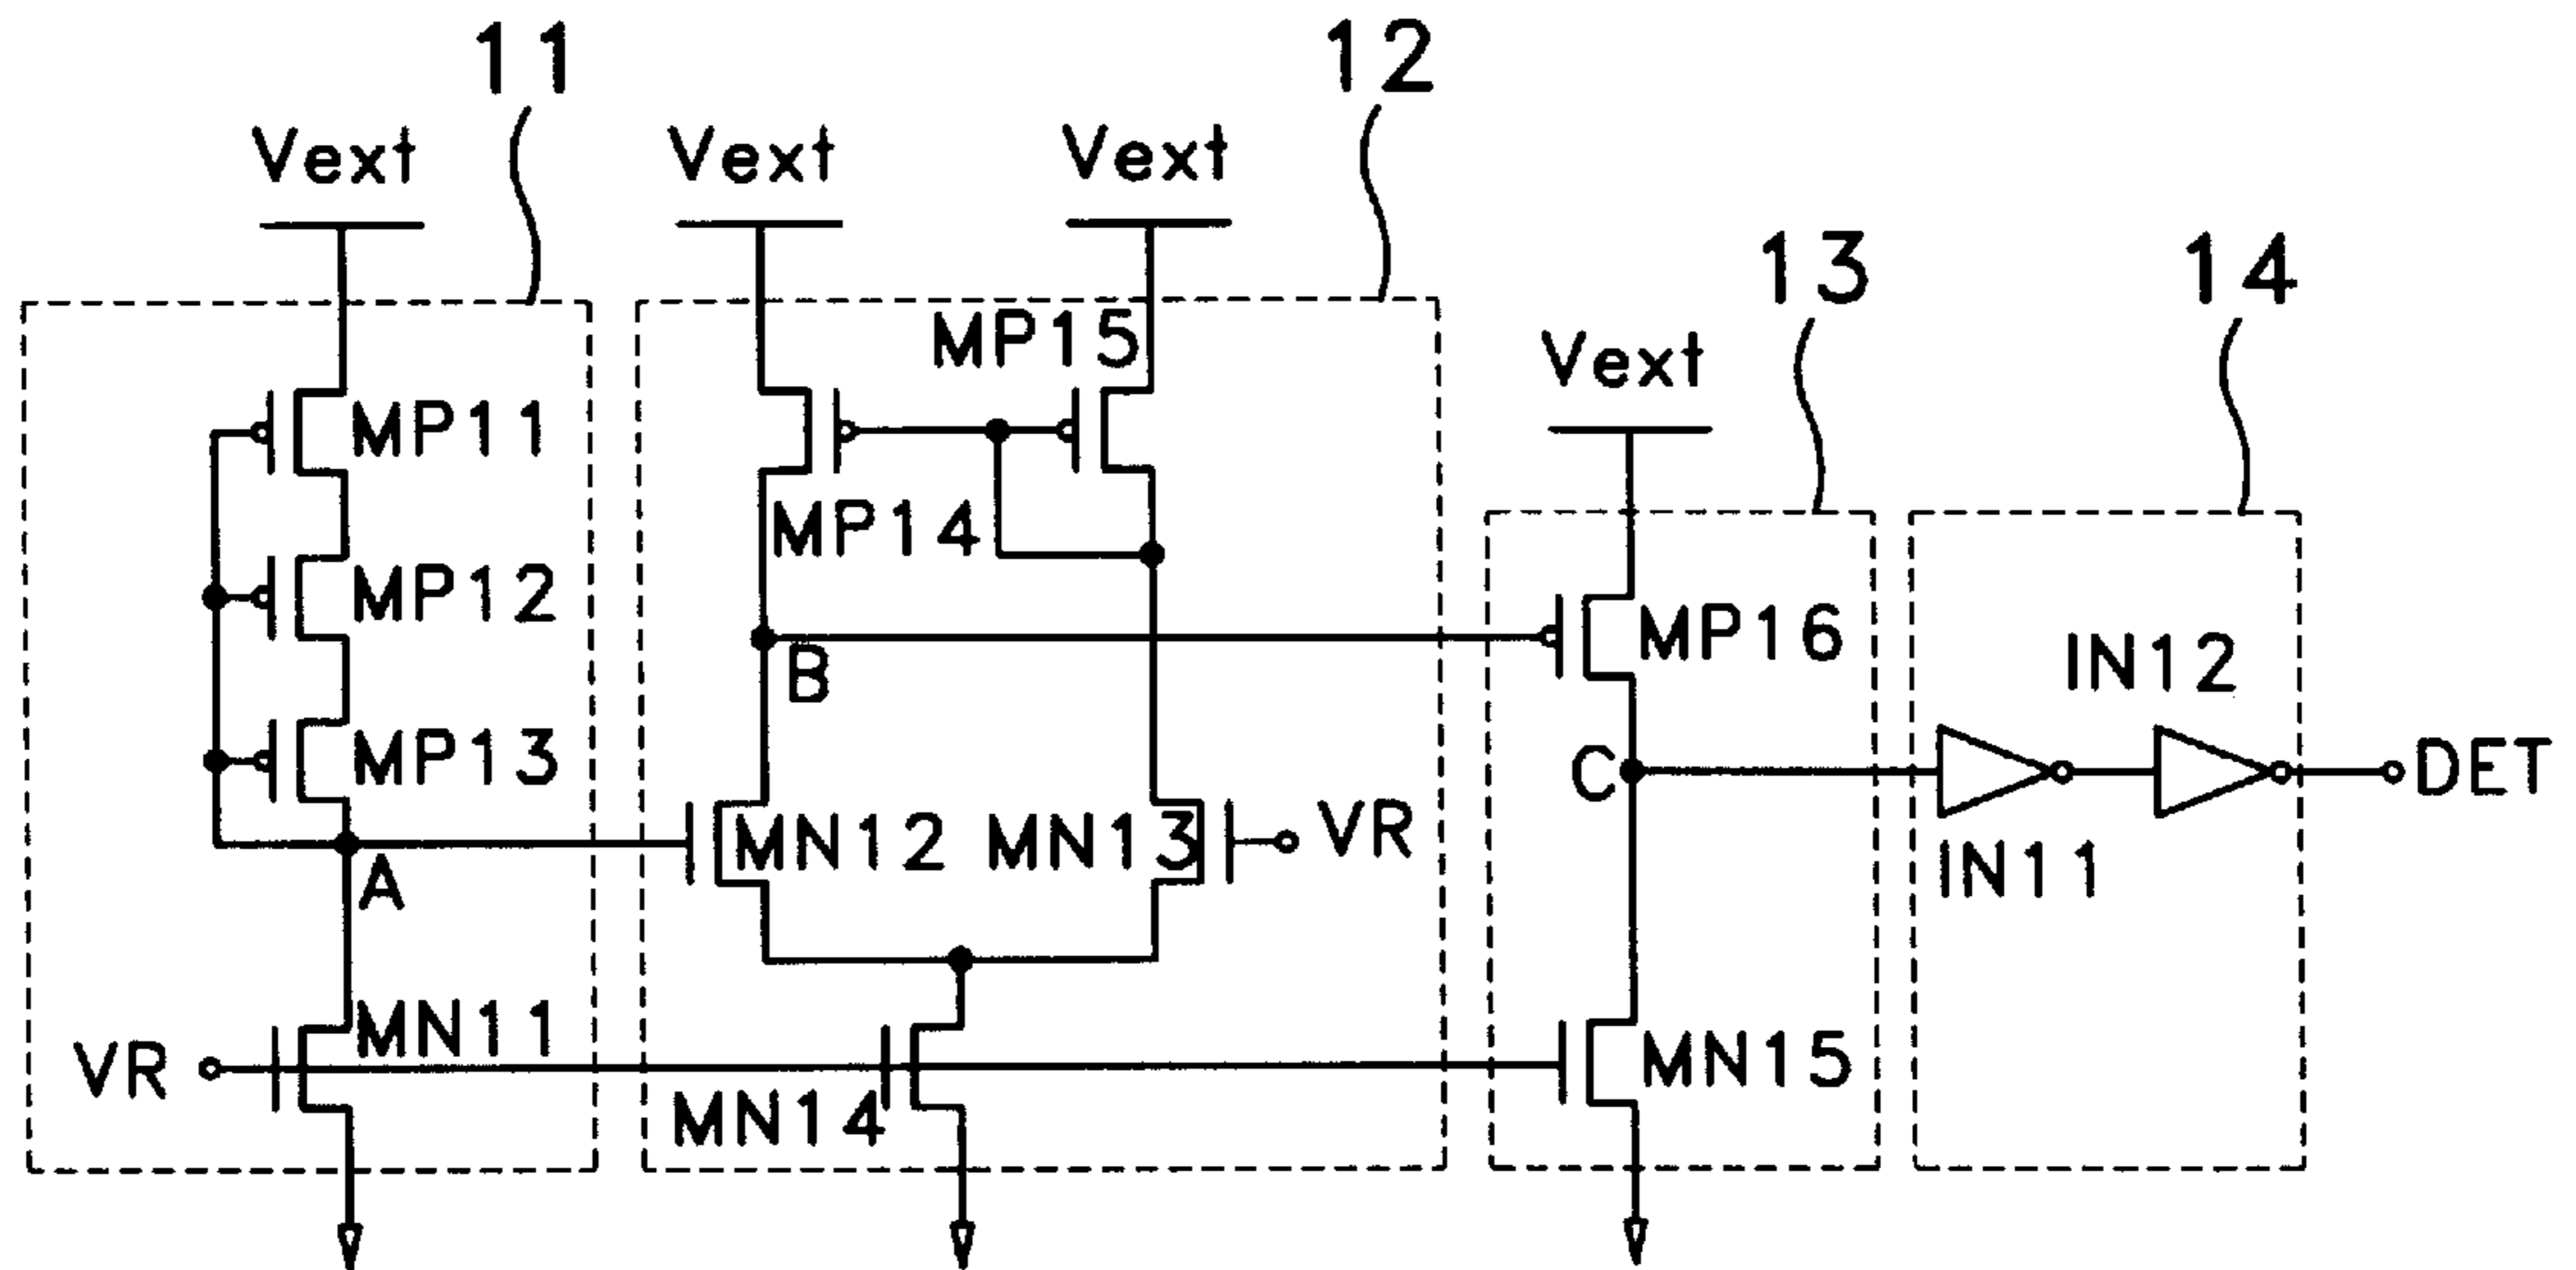 11
12
Vext
Vext
Vext
13
14
MP15
Vext
MP11
MP14
MP12
MP16
IN12
B
MP13
C
DET
MN12
MN13
VR
IN11
A
MN11
VR
MN15
MN14